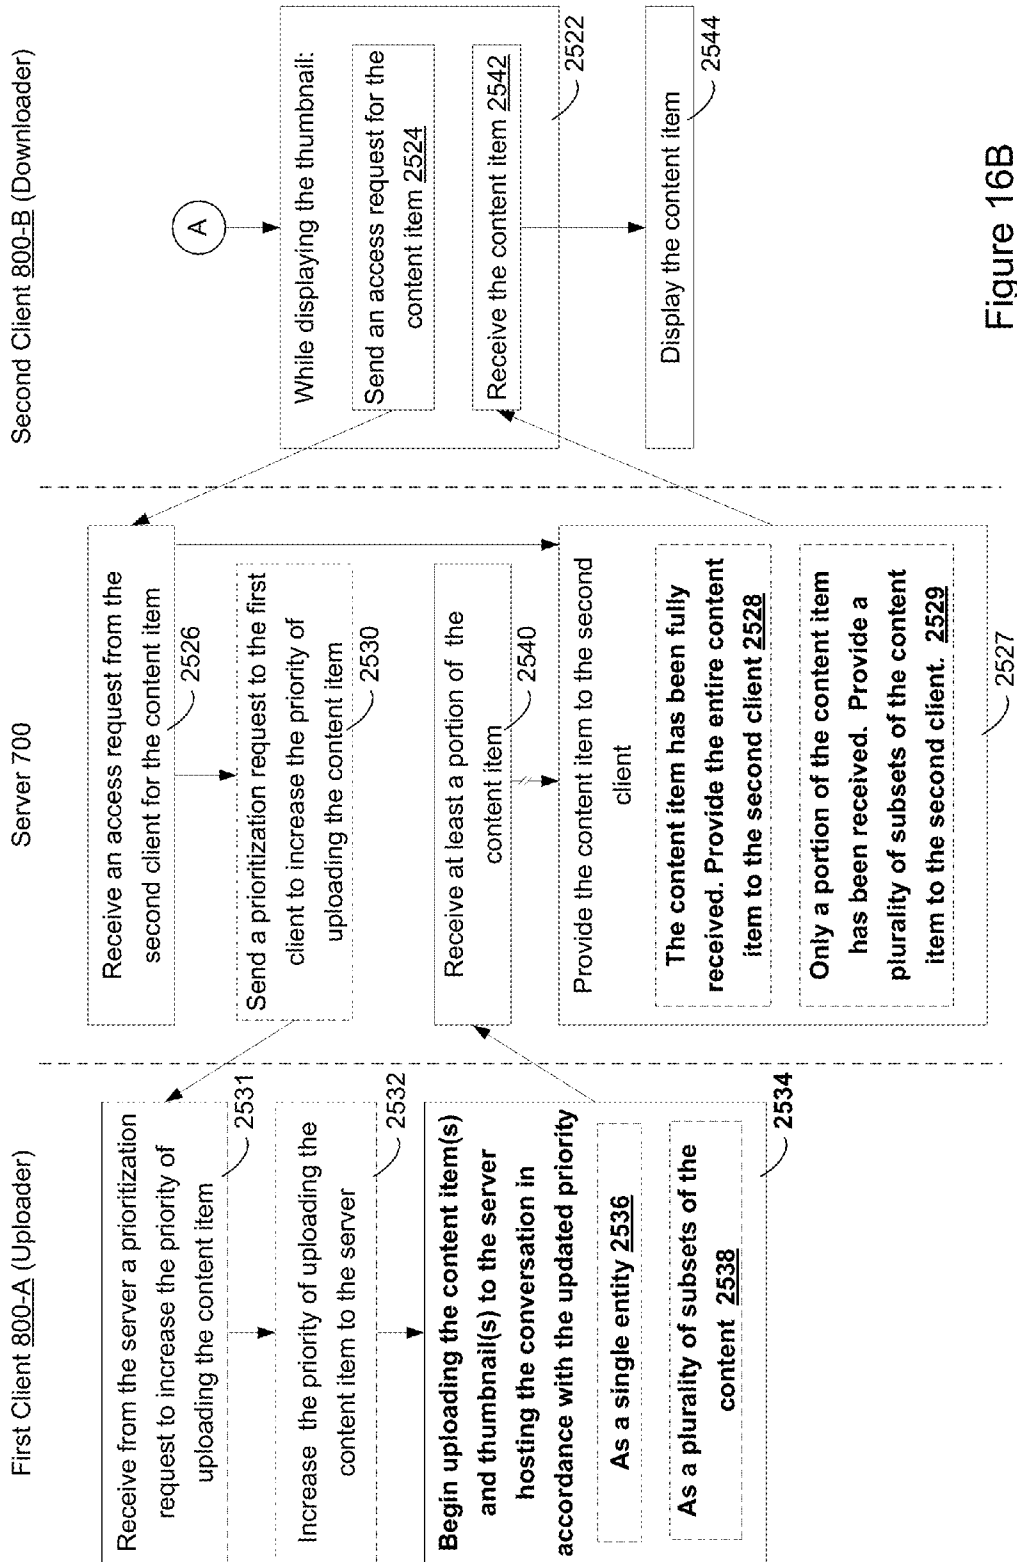 First Client 800-A (Uploader)
Server 700
Second Client 800-B (Downloader)
Receive from the server a prioritization
request to increase the priority of
uploading the content item
2531
Increase the priority of uploading the
content item to the server
2532
Begin uploading the content item(s)
and thumbnail(s) to the server
hosting the conversation in
accordance with the updated priority
As a single entity 2536
As a plurality of subsets of the
content 2538
2534
Receive an access request from the
second client for the content item
2526
Send a prioritization request to the first
client to increase the priority of
uploading the content item
2530
Receive at least a portion of the
content item
2540
Provide the content item to the second
client
The content item has been fully
received. Provide the entire content
item to the second client 2528
Only a portion of the content item
has been received. Provide a
plurality of subsets of the content
item to the second client. 2529
2527
A
While displaying the thumbnail:
Send an access request for the
content item 2524
Receive the content item 2542
2522
Display the content item
2544
Figure 16B